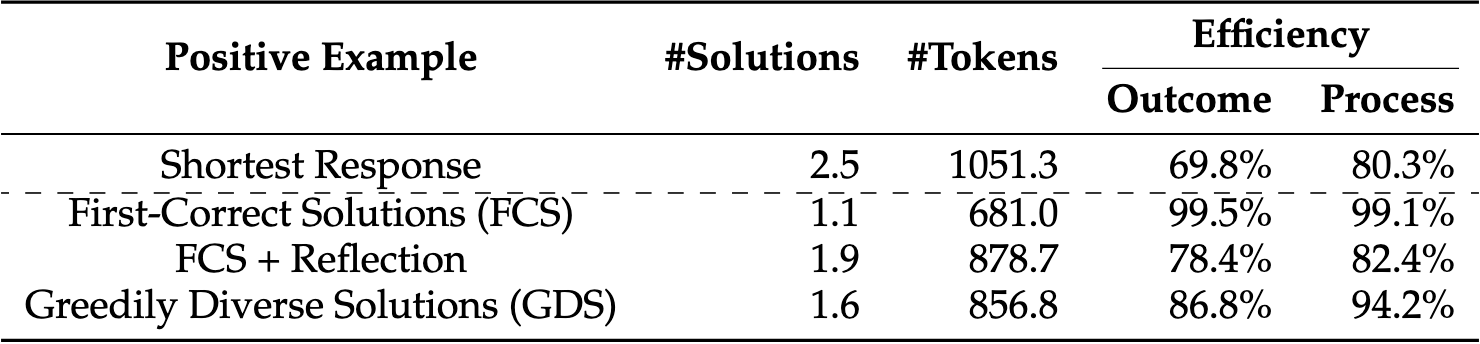 Positive Example #Solutions #Tokens Efficiency
Outcome Process
Shortest Response 2.5 1051.3 69.8% 80.3%
First-Correct Solutions (FCS) 1.1 681.0 99.5% 99.1%
FCS + Reflection 1.9 878.7 78.4% 82.4%
Greedily Diverse Solutions (GDS) 1.6 856.8 86.8% 94.2%